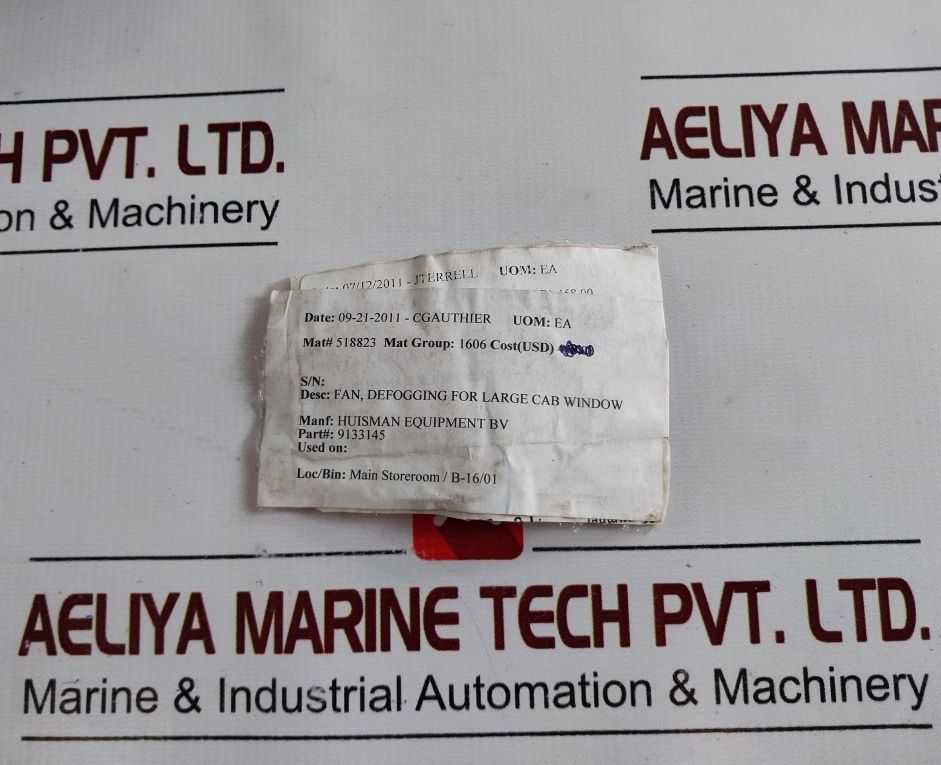 H PVT. LTD.
on & Machinery
AELIYA MAR
Marine & Indus
07/12/2011 - JTERRELL UOM: EA
Date: 09-21-2011 - CGAUTHIER UOM: EA
Mat# 518823 Mat Group: 1606 Cost(USD)
S/N:
Desc: FAN, DEFOGGING FOR LARGE CAB WINDOW
Manf: HUISMAN EQUIPMENT BV
Part#: 9133145
Used on:
Loc/Bin: Main Storeroom / B-16/01
AELIYA MARINE TECH PVT. LTD.
Marine & Industrial Automation & Machinery